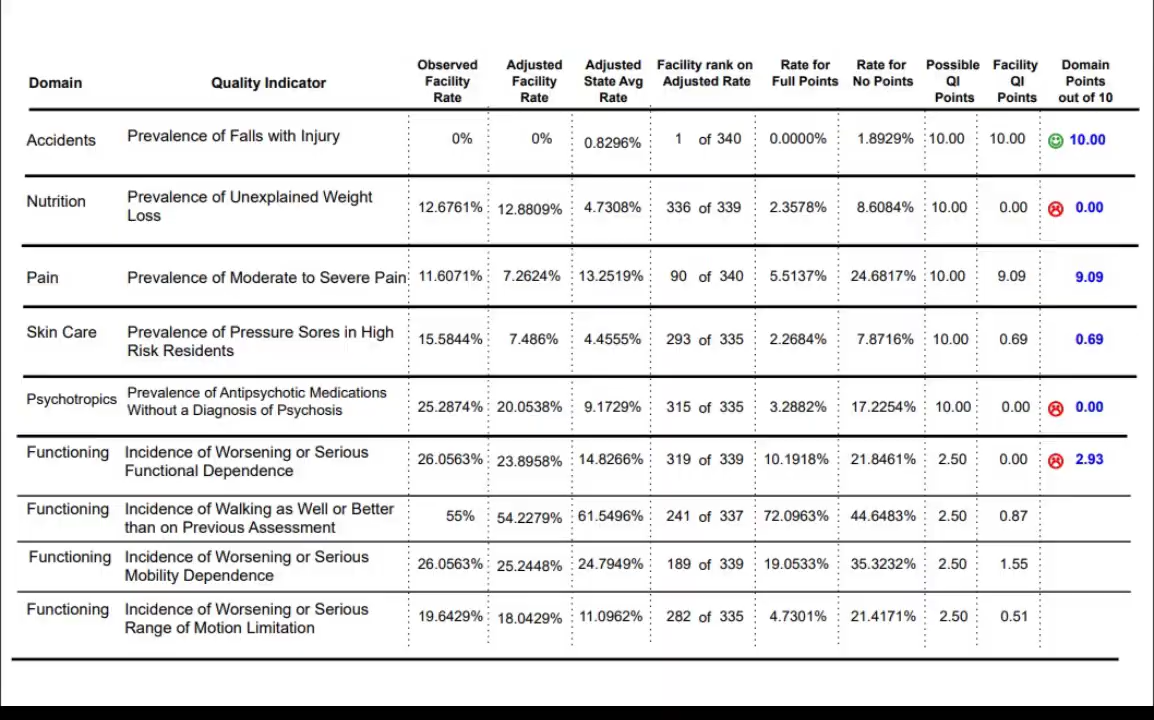 Domain Quality Indicator Observed Facility Rate Adjusted Facility Rate Adjusted State Avg Rate Facility rank on Adjusted Rate Rate for Full Points Rate for No Points Possible QI Points Facility QI Points Domain Points out of 10
Accidents Prevalence of Falls with Injury 0% 0% 0.8296% 1 of 340 0.0000% 1.8929% 10.00 10.00 10.00
Nutrition Prevalence of Unexplained Weight
Loss 12.6761% 12.8809% 4.7308% 336 of 339 2.3578% 8.6084% 10.00 0.00 0.00
Pain Prevalence of Moderate to Severe Pain 11.6071% 7.2624% 13.2519% 90 of 340 5.5137% 24.6817% 10.00 9.09 9.09
Skin Care Prevalence of Pressure Sores in High
Risk Residents 15.5844% 7.486% 4.4555% 293 of 335 2.2684% 7.8716% 10.00 0.69 0.69
Psychotropics Prevalence of Antipsychotic Medications
Without a Diagnosis of Psychosis 25.2874% 20.0538% 9.1729% 315 of 335 3.2882% 17.2254% 10.00 0.00 0.00
Functioning Incidence of Worsening or Serious
Functional Dependence 26.0563% 23.8958% 14.8266% 319 of 339 10.1918% 21.8461% 2.50 0.00 2.93
Functioning Incidence of Walking as Well or Better
than on Previous Assessment 55% 54.2279% 61.5496% 241 of 337 72.0963% 44.6483% 2.50 0.87
Functioning Incidence of Worsening or Serious
Mobility Dependence 26.0563% 25.2448% 24.7949% 189 of 339 19.0533% 35.3232% 2.50 1.55
Functioning Incidence of Worsening or Serious
Range of Motion Limitation 19.6429% 18.0429% 11.0962% 282 of 335 4.7301% 21.4171% 2.50 0.51